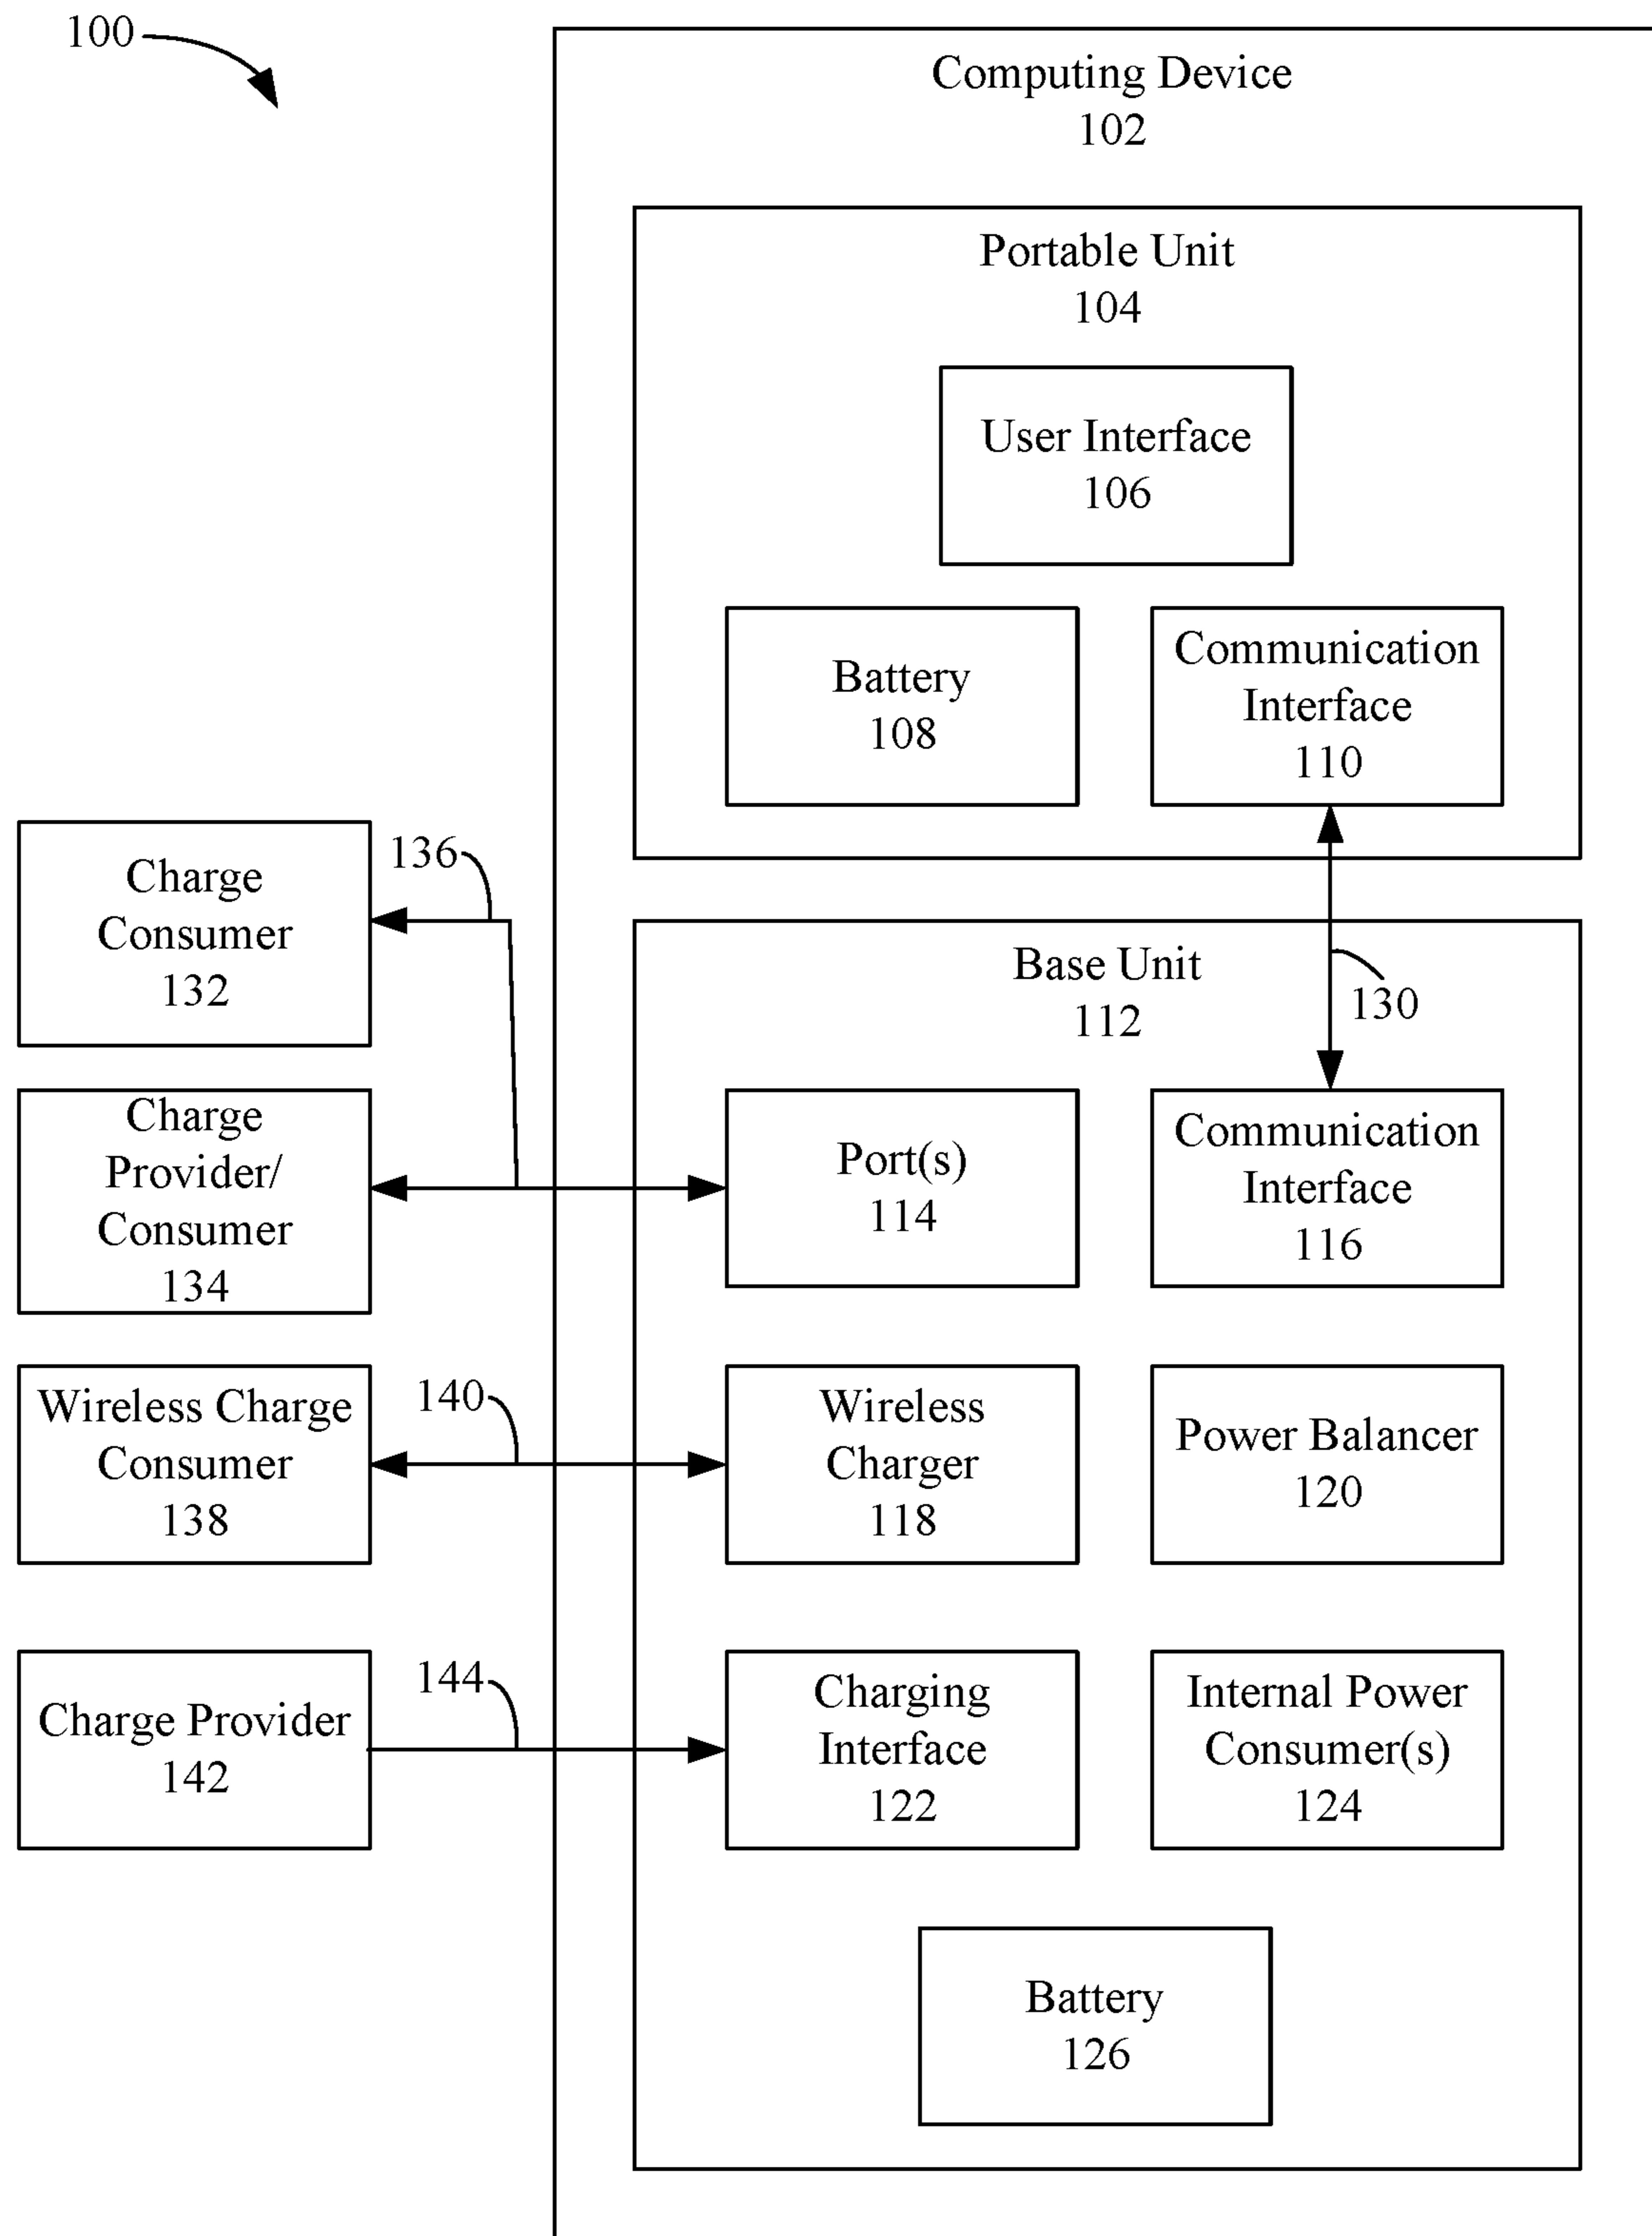 100
Computing Device
102
Portable Unit
104
User Interface
106
Battery
108
Communication
Interface
110
Charge
Consumer
132
136
Base Unit
112
130
Charge
Provider/
Consumer
134
Port(s)
114
Communication
Interface
116
Wireless Charge
Consumer
138
140
Wireless
Charger
118
Power Balancer
120
Charge Provider
142
144
Charging
Interface
122
Internal Power
Consumer(s)
124
Battery
126